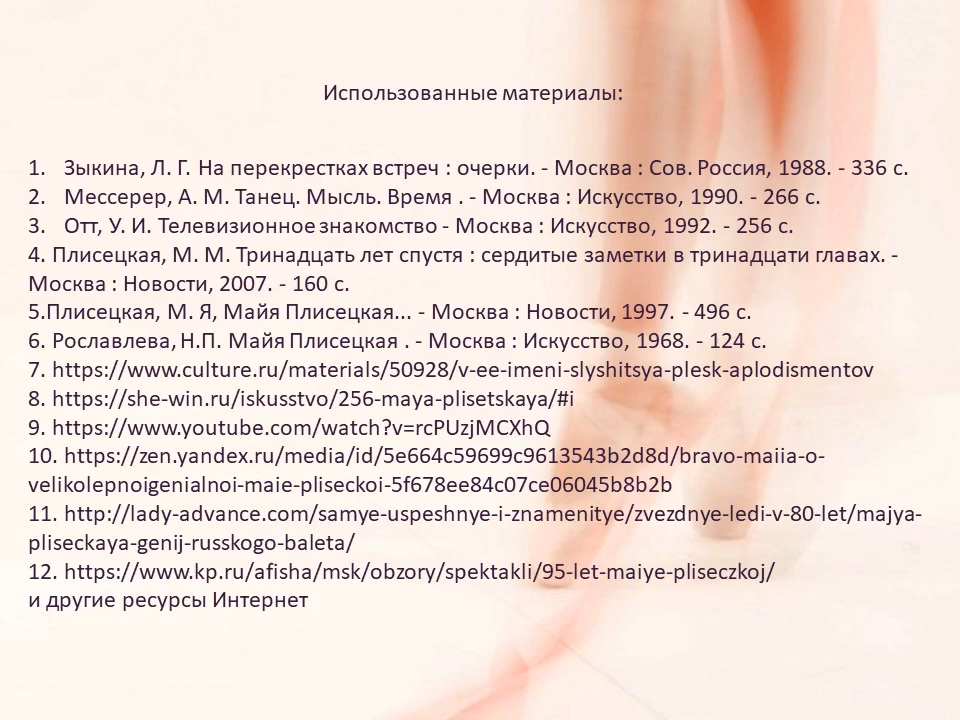 Использованные материалы:
1. Зыкина, Л. Г. На перекрестках встреч : очерки. - Москва : Сов. Россия, 1988. - 336 с.
2. Мессерер, А. М. Танец. Мысль. Время . - Москва : Искусство, 1990. - 266 с.
3. Отт, У. И. Телевизионное знакомство - Москва : Искусство, 1992. - 256 с.
4. Плисецкая, М. М. Тринадцать лет спустя : сердитые заметки в тринадцати главах. -
Москва : Новости, 2007. - 160 с.
5.Плисецкая, М. Я, Майя Плисецкая... - Москва : Новости, 1997. - 496 с.
6. Рославлева, Н.П. Майя Плисецкая . - Москва : Искусство, 1968. - 124 с.
7. https://www.culture.ru/materials/50928/v-ee-imeni-slyshitsya-plesk-aplodismentov
8. https://she-win.ru/iskusstvo/256-maya-plisetskaya/#i
9. https://www.youtube.com/watch?v=rcPUzjMCXhQ
10. https://zen.yandex.ru/media/id/5e664c59699c9613543b2d8d/bravo-maiia-o-
velikolepnoigenialnoi-maie-pliseckoi-5f678ee84c07ce06045b8b2b
11. http://lady-advance.com/samye-uspeshnye-i-znamenitye/zvezdnye-ledi-v-80-let/majya-
pliseckaya-genij-russkogo-baleta/
12. https://www.kp.ru/afisha/msk/obzory/spektakli/95-let-maiye-pliseczkoj/
и другие ресурсы Интернет